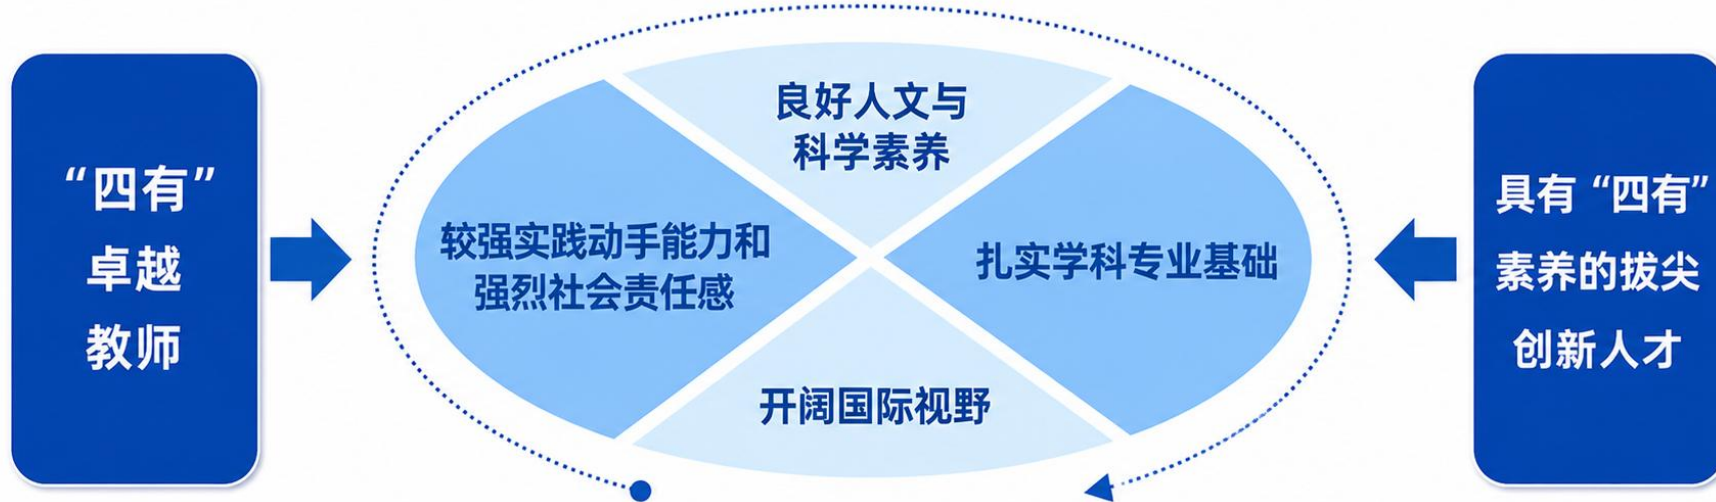 “四有”
卓越
教师
良好人文与
科学素养
较强实践动手能力和
强烈社会责任感
扎实学科专业基础
开阔国际视野
具有“四有”
素养的拔尖
创新人才